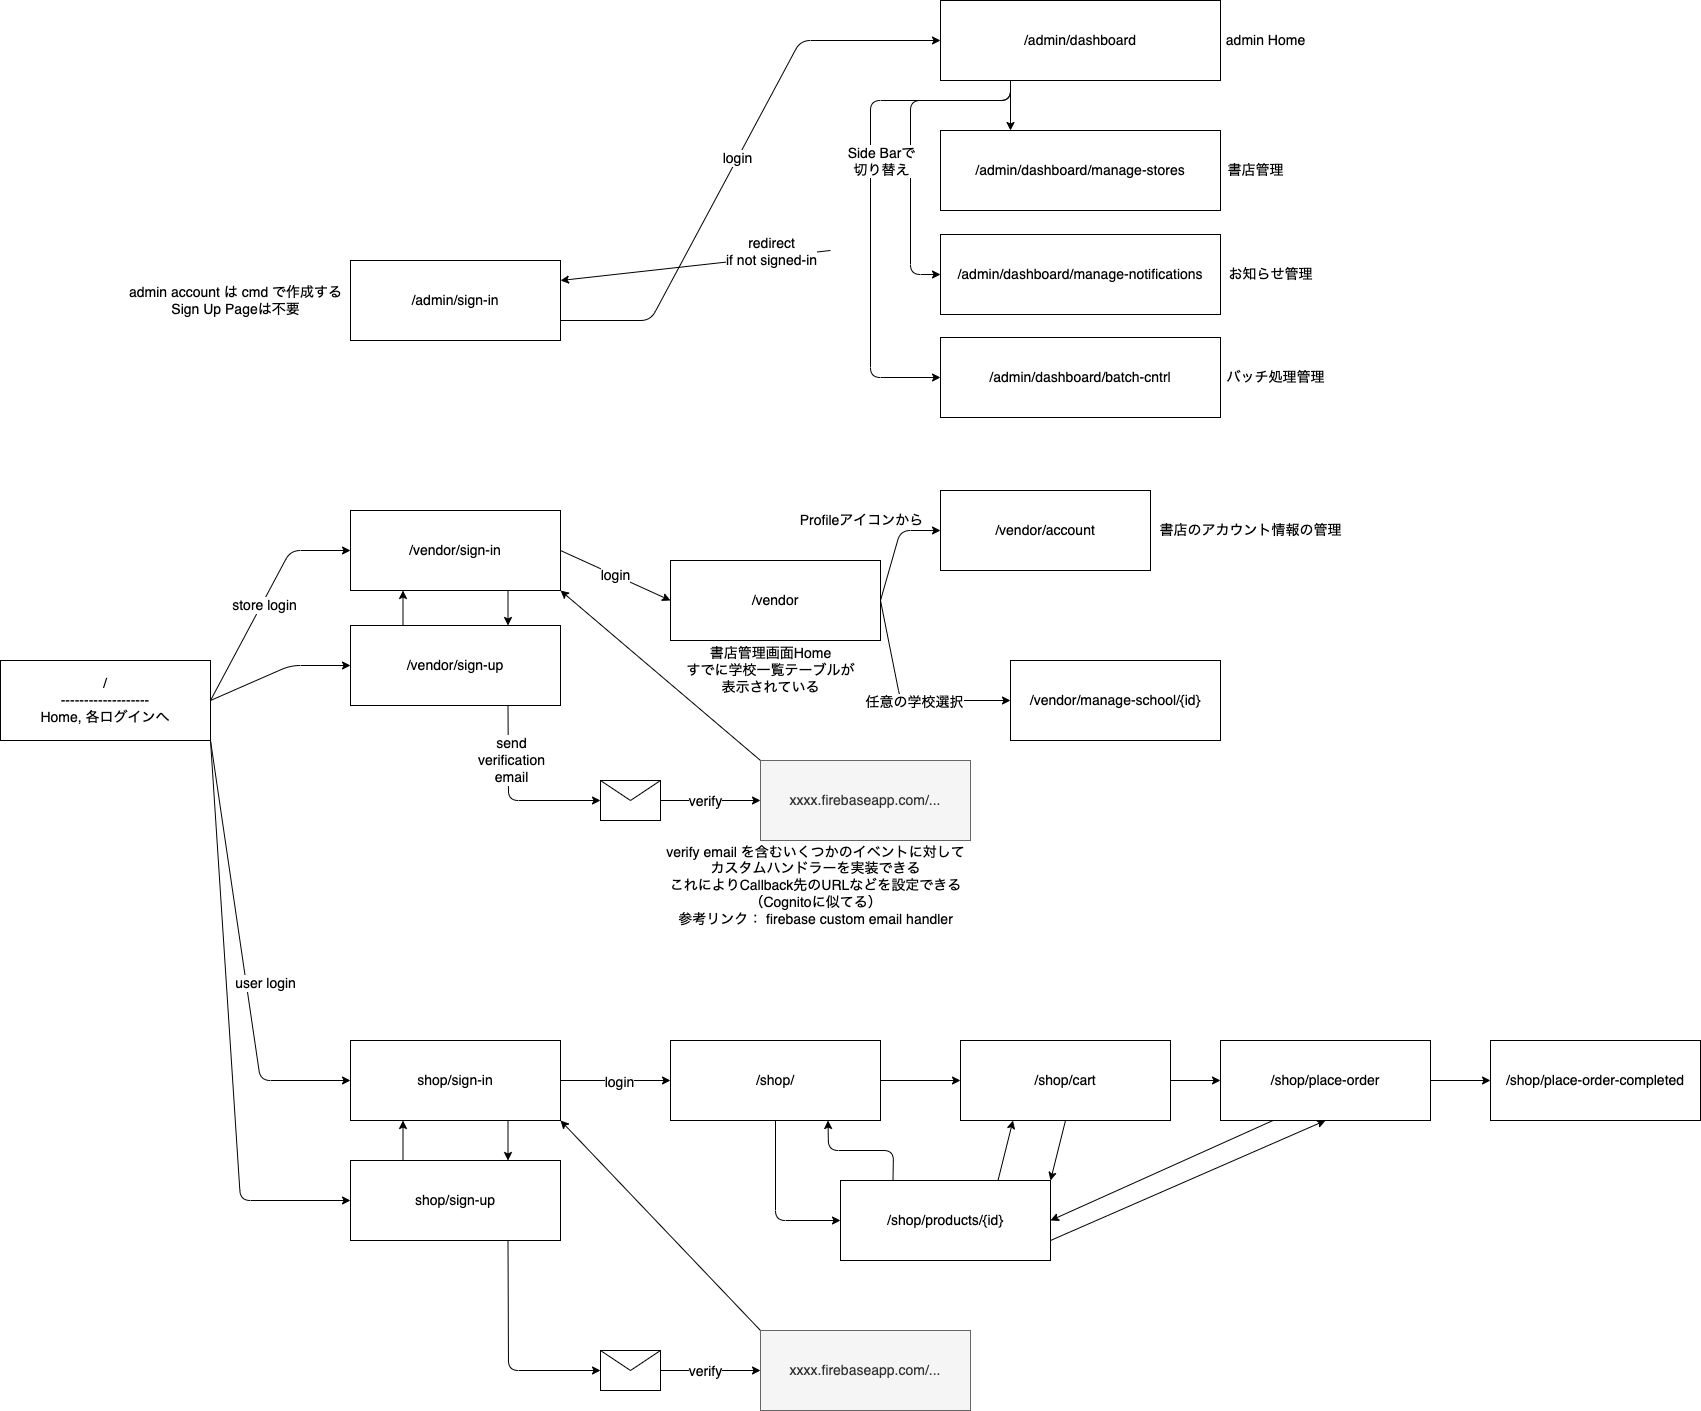 /admin/dashboard
admin Home
login
Side Barで
切り替え
/admin/dashboard/manage-stores
書店管理
redirect
if not signed-in
/admin/dashboard/manage-notifications
お知らせ管理
admin account は cmd で作成する
Sign Up Pageは不要
/admin/sign-in
/admin/dashboard/batch-cntrl
バッチ処理管理
Profileアイコンから
/vendor/account
書店のアカウント情報の管理
/vendor/sign-in
login
/vendor
store login
/vendor/sign-up
書店管理画面Home
すでに学校一覧テーブルが
表示されている
/
-------------------
Home, 各ログインへ
任意の学校選択
/vendor/manage-school/{id}
send
verification
email
verify
xxxx.firebaseapp.com/...
verify email を含むいくつかのイベントに対して
カスタムハンドラーを実装できる
これによりCallback先のURLなどを設定できる
（Cognitoに似てる）
参考リンク： firebase custom email handler
user login
shop/sign-in
login
/shop/
/shop/cart
/shop/place-order
/shop/place-order-completed
shop/sign-up
/shop/products/{id}
verify
xxxx.firebaseapp.com/...